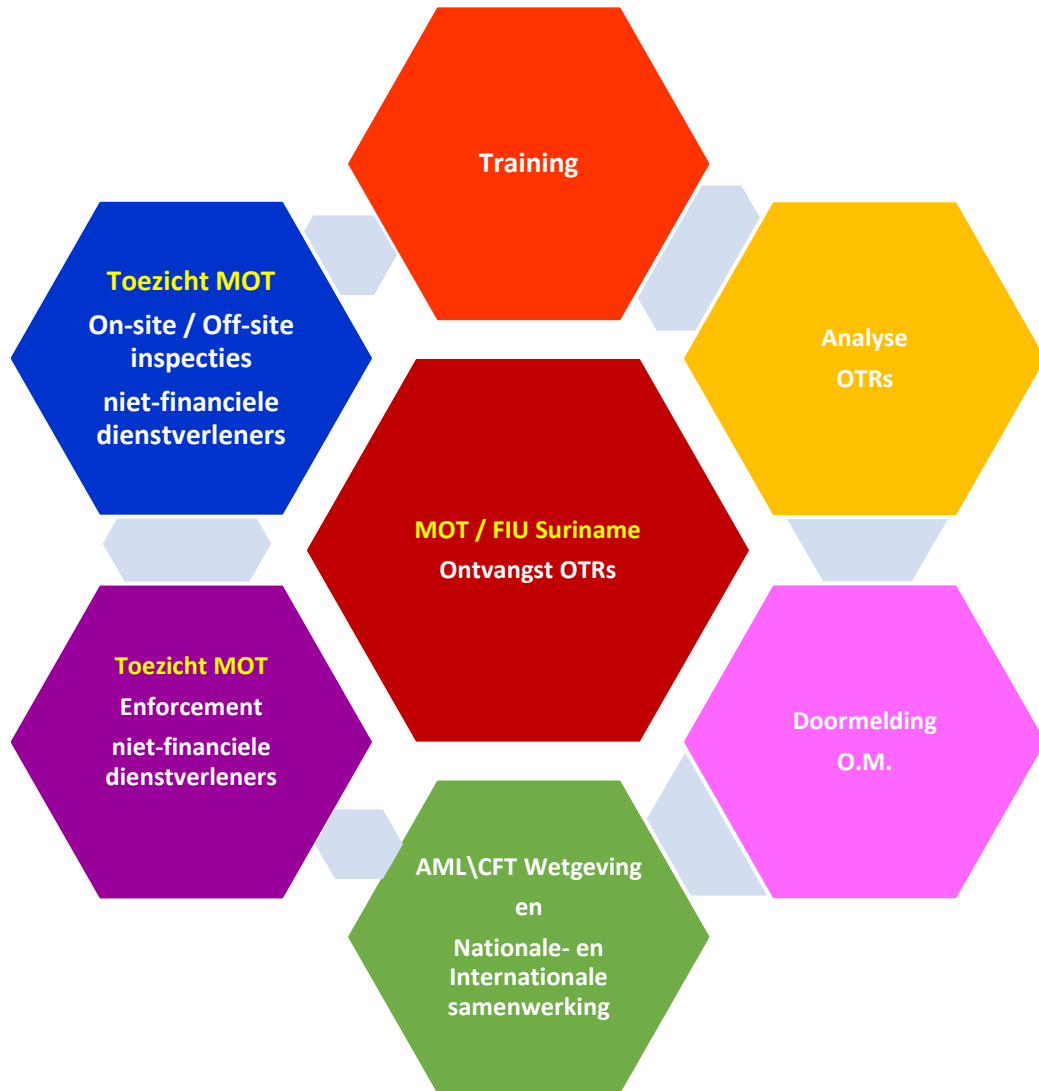 Training
Toezicht MOT
On-site / Off-site
inspecties
niet-financiele
dienstverleners
Analyse
OTRs
MOT / FIU Suriname
Ontvangst OTRs
Toezicht MOT
Enforcement
niet-financiele
dienstverleners
Doormelding
O.M.
AML\CFT Wetgeving
en
Nationale- en
Internationale
samenwerking